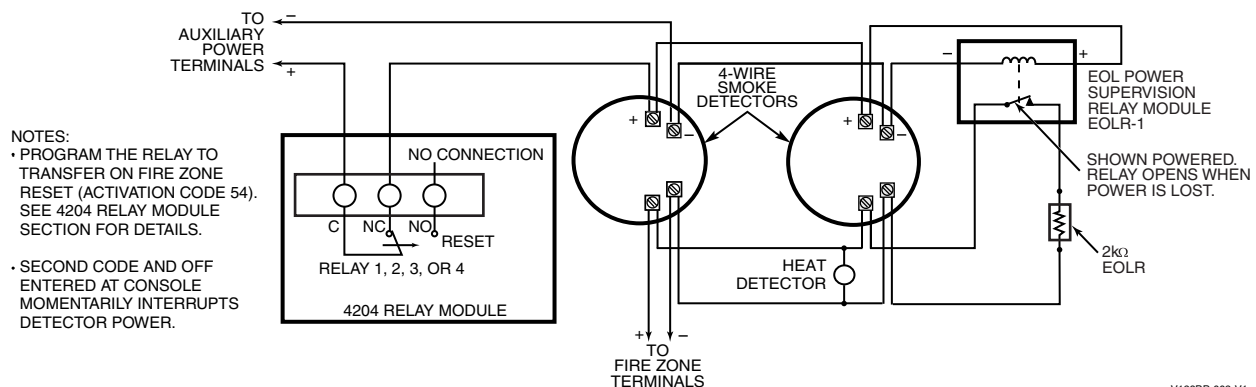 TO
AUXILIARY
POWER
TERMINALS
–
+
NOTES:
• PROGRAM THE RELAY TO
TRANSFER ON FIRE ZONE
RESET (ACTIVATION CODE 54).
SEE 4204 RELAY MODULE
SECTION FOR DETAILS.
• SECOND CODE AND OFF
ENTERED AT CONSOLE
MOMENTARILY INTERRUPTS
DETECTOR POWER.
NO CONNECTION
C
NC
NO
RESET
RELAY 1, 2, 3, OR 4
4204 RELAY MODULE
4-WIRE
SMOKE
DETECTORS
+
–
+
–
HEAT
DETECTOR
+
–
TO
FIRE ZONE
TERMINALS
–
+
EOL POWER
SUPERVISION
RELAY MODULE
EOLR-1
SHOWN POWERED.
RELAY OPENS WHEN
POWER IS LOST.
2kΩ
EOLR